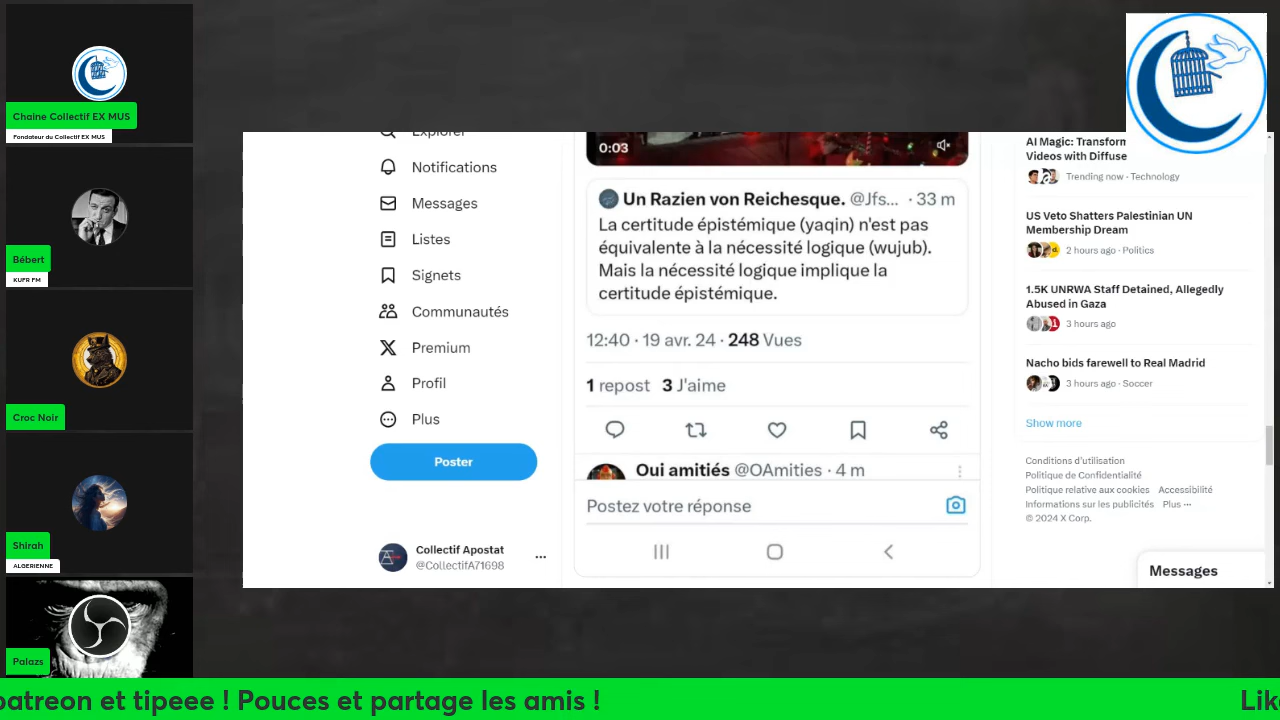 Chaine Collectif EX MUS
Fondateur du Collectif EX MUS
Bébert
KUFR FM
Croc Noir
Shirah
ALGERIENNE
Palazs
Explorer
Notifications
Messages
Listes
Signets
Communautés
Premium
Profil
Plus
Poster
Collectif Apostat
@CollectifA71698
0:03
Un Razien von Reichesque. @Jfs... · 33 m
La certitude épistémique (yaqin) n'est pas
équivalente à la nécessité logique (wujub).
Mais la nécessité logique implique la
certitude épistémique.
12:40 · 19 avr. 24 · 248 Vues
1 repost 3 J'aime
Oui amitiés @OAmities · 4 m
Postez votre réponse
AI Magic: Transform
Videos with Diffuse
Trending now · Technology
US Veto Shatters Palestinian UN
Membership Dream
2 hours ago · Politics
1.5K UNRWA Staff Detained, Allegedly
Abused in Gaza
3 hours ago
Nacho bids farewell to Real Madrid
3 hours ago · Soccer
Show more
Conditions d'utilisation
Politique de Confidentialité
Politique relative aux cookies Accessibilité
Informations sur les publicités Plus ···
© 2024 X Corp.
Messages
patreon et tipeee ! Pouces et partage les amis ! Lik